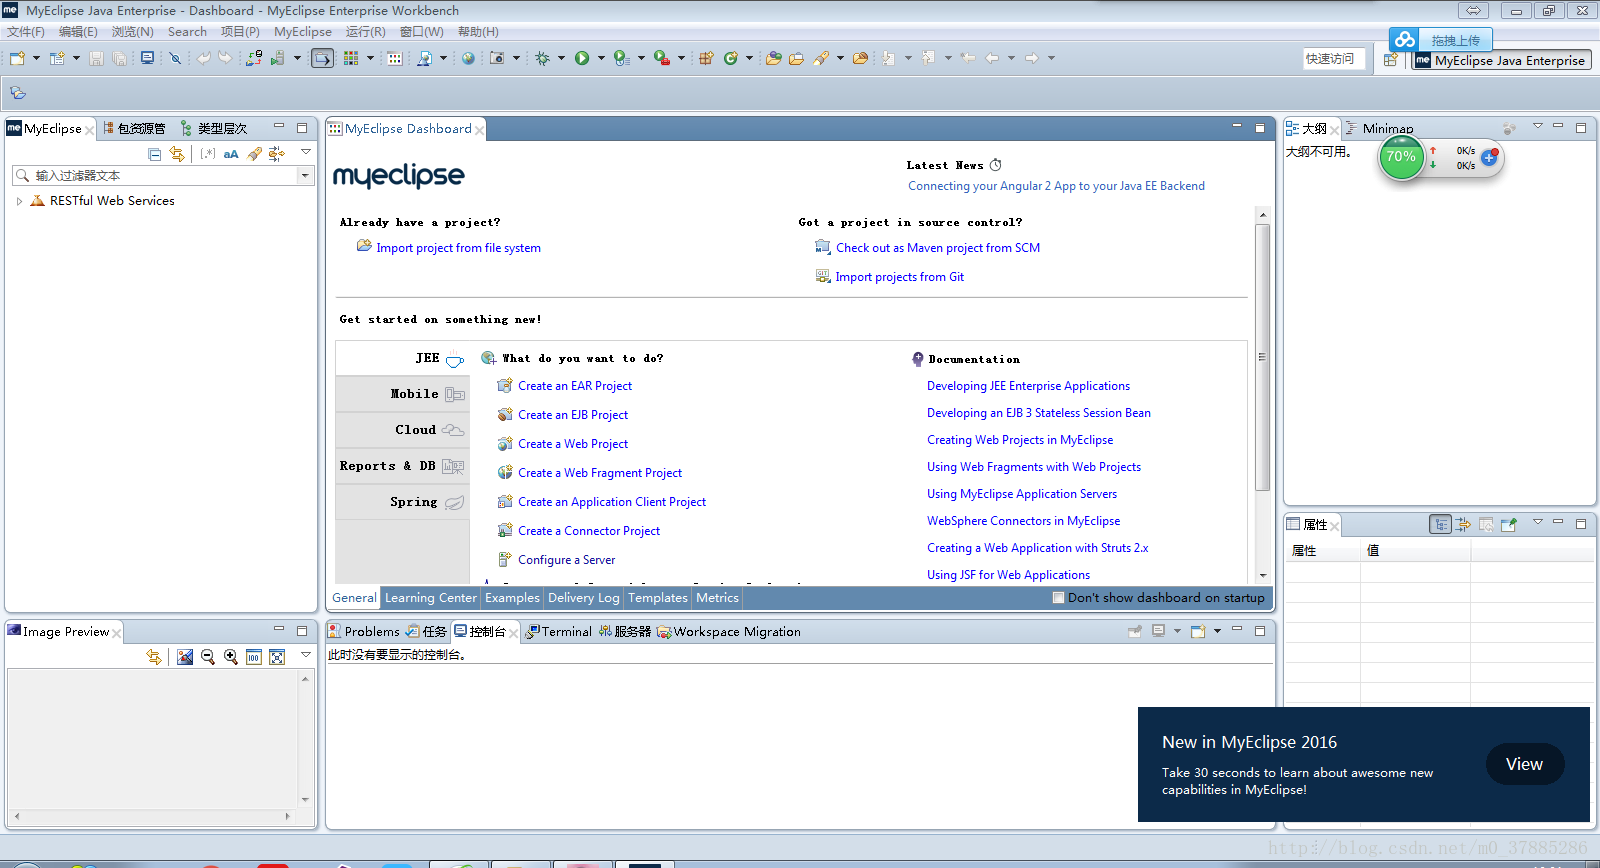 MyEclipse Java Enterprise - Dashboard - MyEclipse Enterprise Workbench
文件(F) 编辑(E) 浏览(N) Search 项目(P) MyEclipse 运行(R) 窗口(W) 帮助(H)
拖拽上传
快速访问
MyEclipse Java Enterprise
MyEclipse 包资源管 类型层次
输入过滤器文本
RESTful Web Services
MyEclipse Dashboard
myeclipse
Latest News
Connecting your Angular 2 App to your Java EE Backend
Already have a project?
Import project from file system
Got a project in source control?
Check out as Maven project from SCM
Import projects from Git
Get started on something new!
JEE
Mobile
Cloud
Reports & DB
Spring
What do you want to do?
Create an EAR Project
Create an EJB Project
Create a Web Project
Create a Web Fragment Project
Create an Application Client Project
Create a Connector Project
Configure a Server
Documentation
Developing JEE Enterprise Applications
Developing an EJB 3 Stateless Session Bean
Creating Web Projects in MyEclipse
Using Web Fragments with Web Projects
Using MyEclipse Application Servers
WebSphere Connectors in MyEclipse
Creating a Web Application with Struts 2.x
Using JSF for Web Applications
General Learning Center Examples Delivery Log Templates Metrics
Don't show dashboard on startup
大纲 Minimap
大纲不可用。
70%
0K/s
0K/s
属性
属性 值
Image Preview
Problems 任务 控制台 Terminal 服务器 Workspace Migration
此时没有要显示的控制台。
New in MyEclipse 2016
Take 30 seconds to learn about awesome new
capabilities in MyEclipse!
View
http://blog.csdn.net/m0_37885286